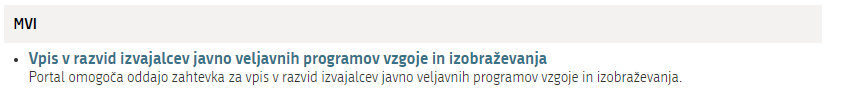 MVI
Vpis v razvid izvajalcev javno veljavnih programov vzgoje in izobraževanja
Portal omogoča oddajo zahtevka za vpis v razvid izvajalcev javno veljavnih programov vzgoje in izobraževanja.